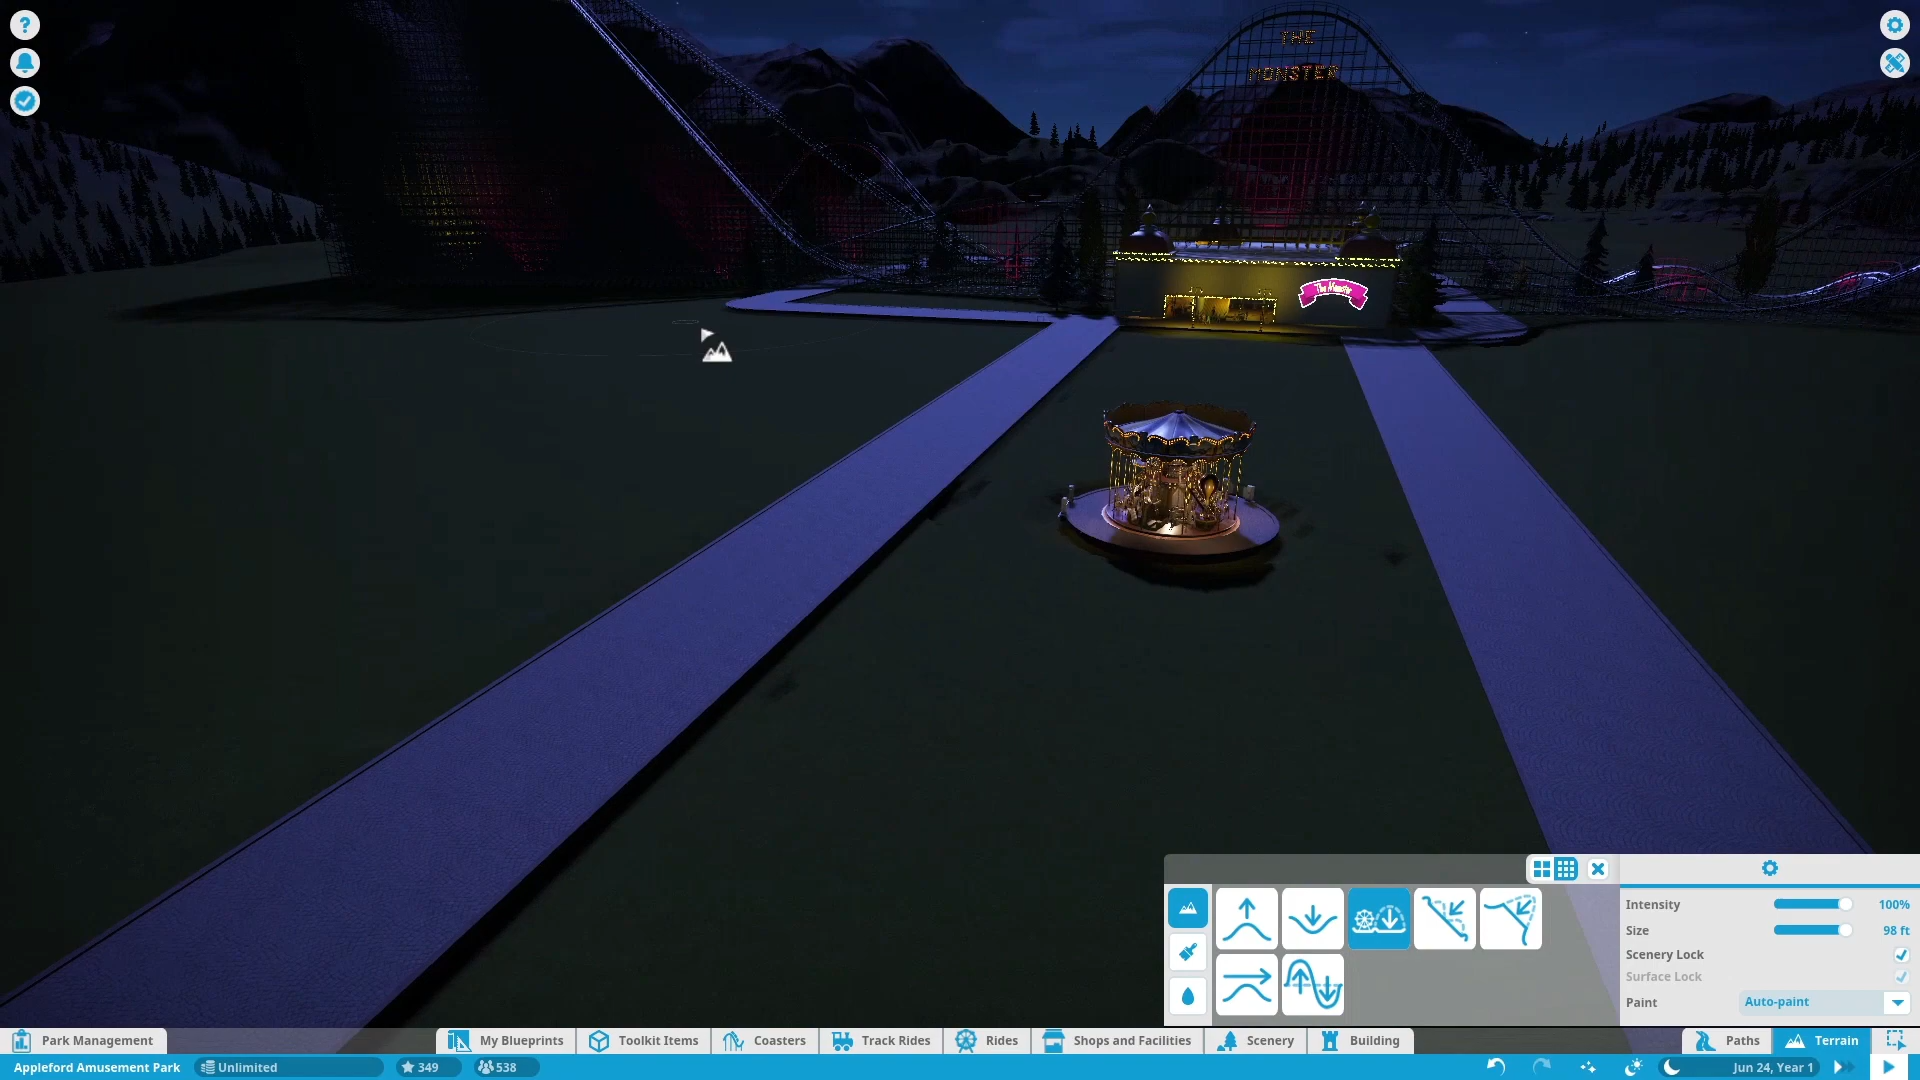 THE
MONSTER
The Monster
Intensity 100%
Size 98 ft
Scenery Lock
Surface Lock
Paint Auto-paint
Park Management My Blueprints Toolkit Items Coasters Track Rides Rides Shops and Facilities Scenery Building Paths Terrain
Appleford Amusement Park Unlimited 349 538 Jun 24, Year 1